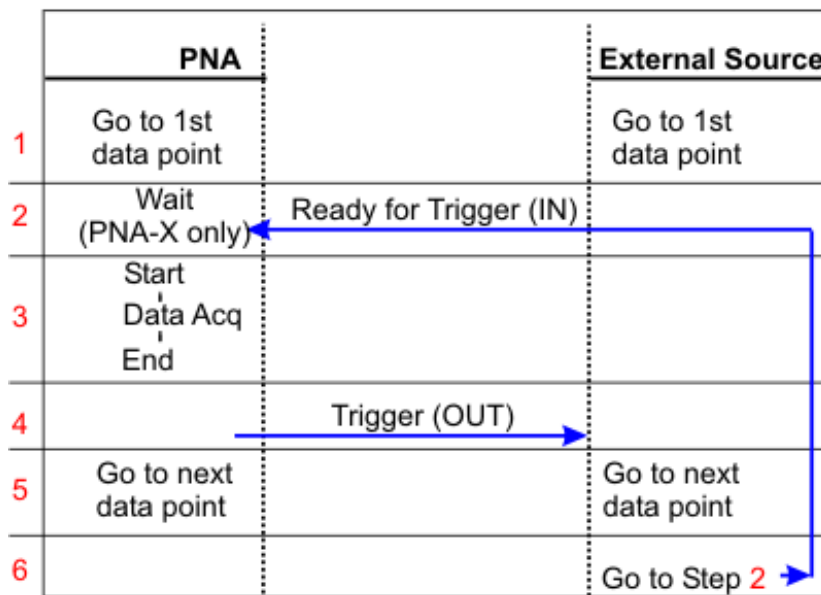 PNA
External Source
1
Go to 1st
data point
Go to 1st
data point
2
Wait
(PNA-X only)
Ready for Trigger (IN)
3
Start
Data Acq
End
4
Trigger (OUT)
5
Go to next
data point
Go to next
data point
6
Go to Step 2